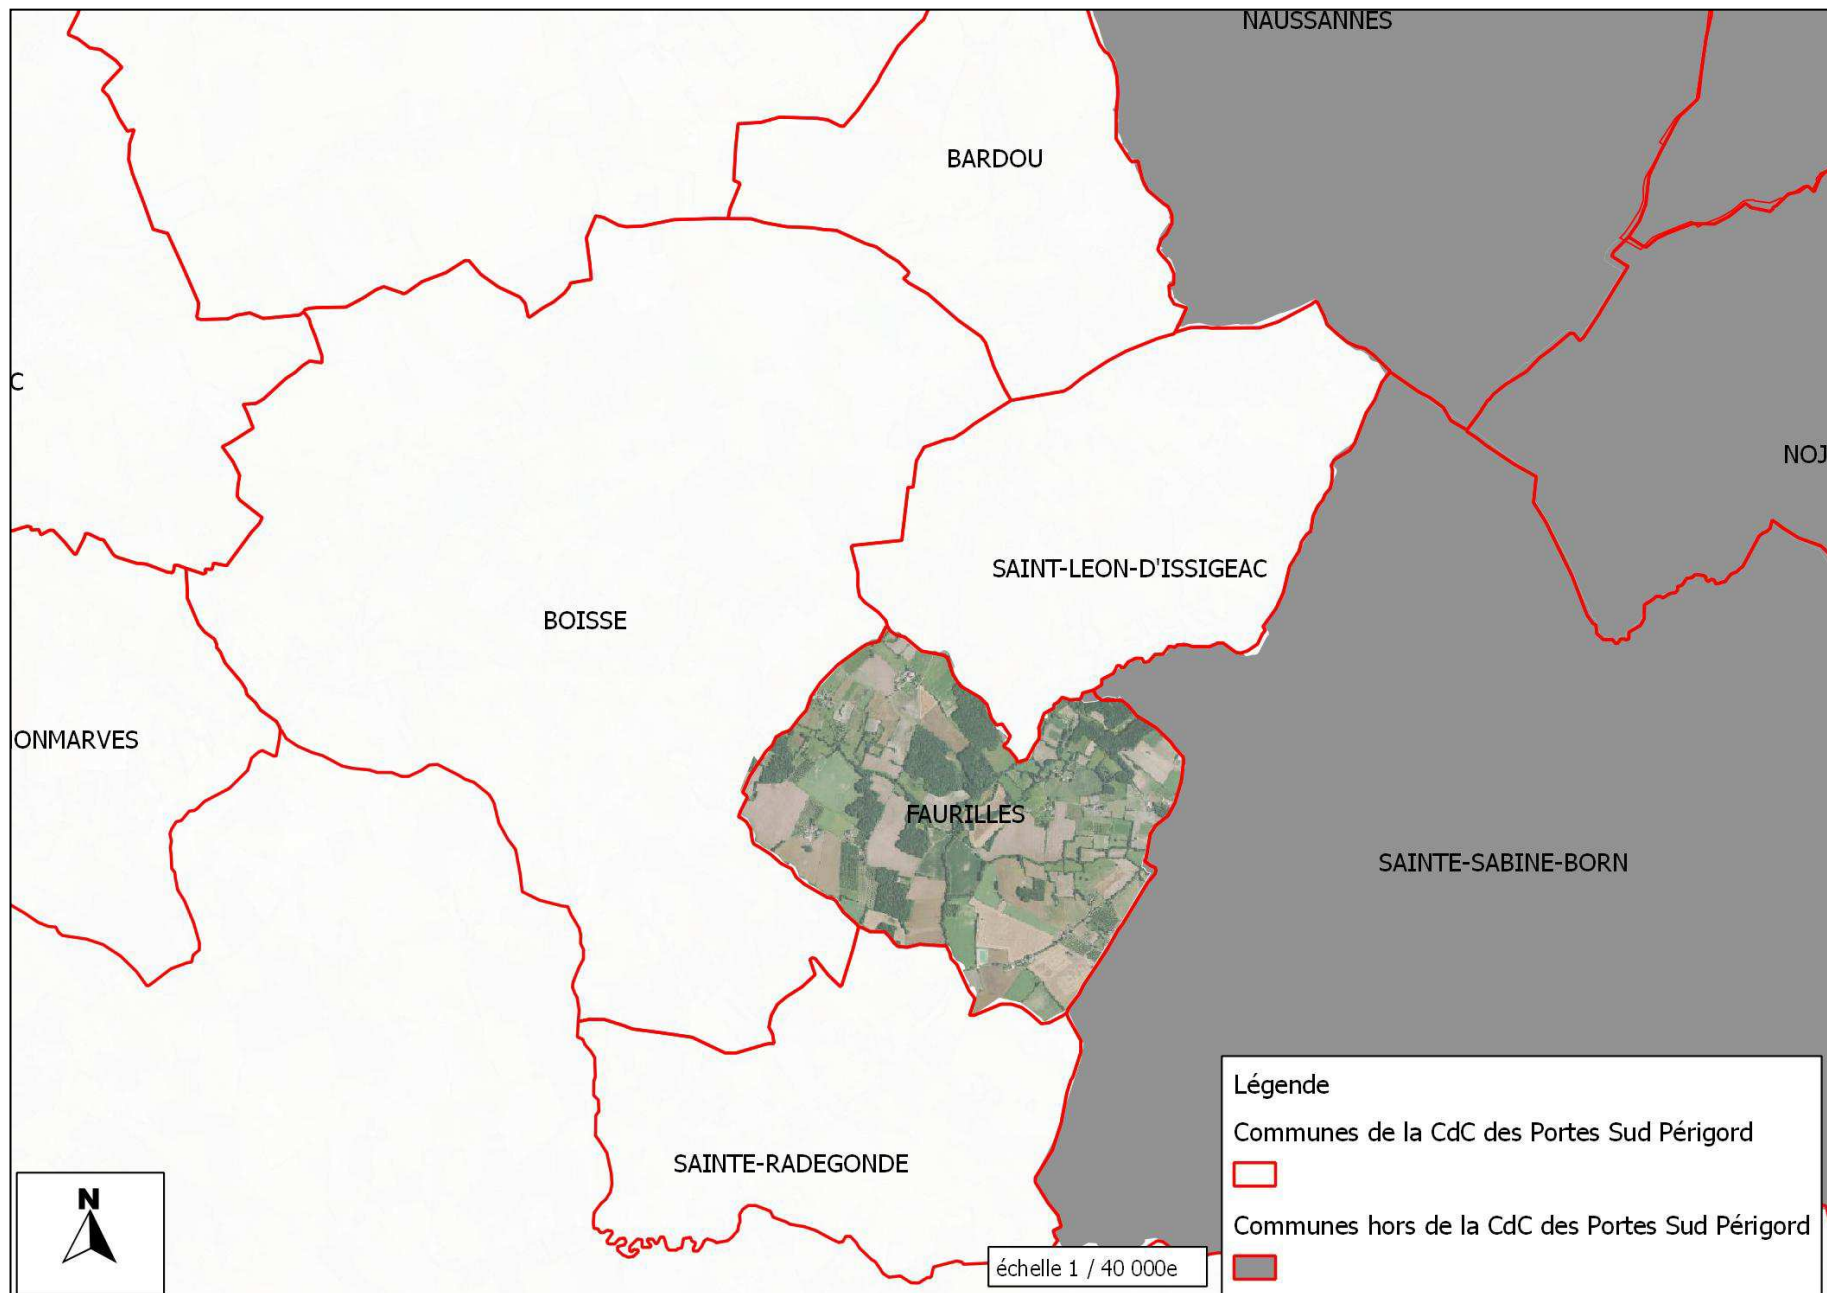 NAUSSANNES
BARDOU
C
NOJ
SAINT-LEON-D'ISSIGEAC
BOISSE
ONMARVES
FAURILLES
SAINTE-SABINE-BORN
SAINTE-RADEGONDE
N
échelle 1 / 40 000e
Légende
Communes de la CdC des Portes Sud Périgord
Communes hors de la CdC des Portes Sud Périgord